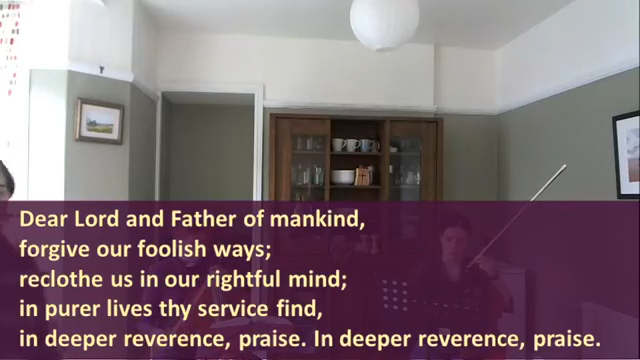 Dear Lord and Father of mankind,
forgive our foolish ways;
reclothe us in our rightful mind;
in purer lives thy service find,
in deeper reverence, praise. In deeper reverence, praise.